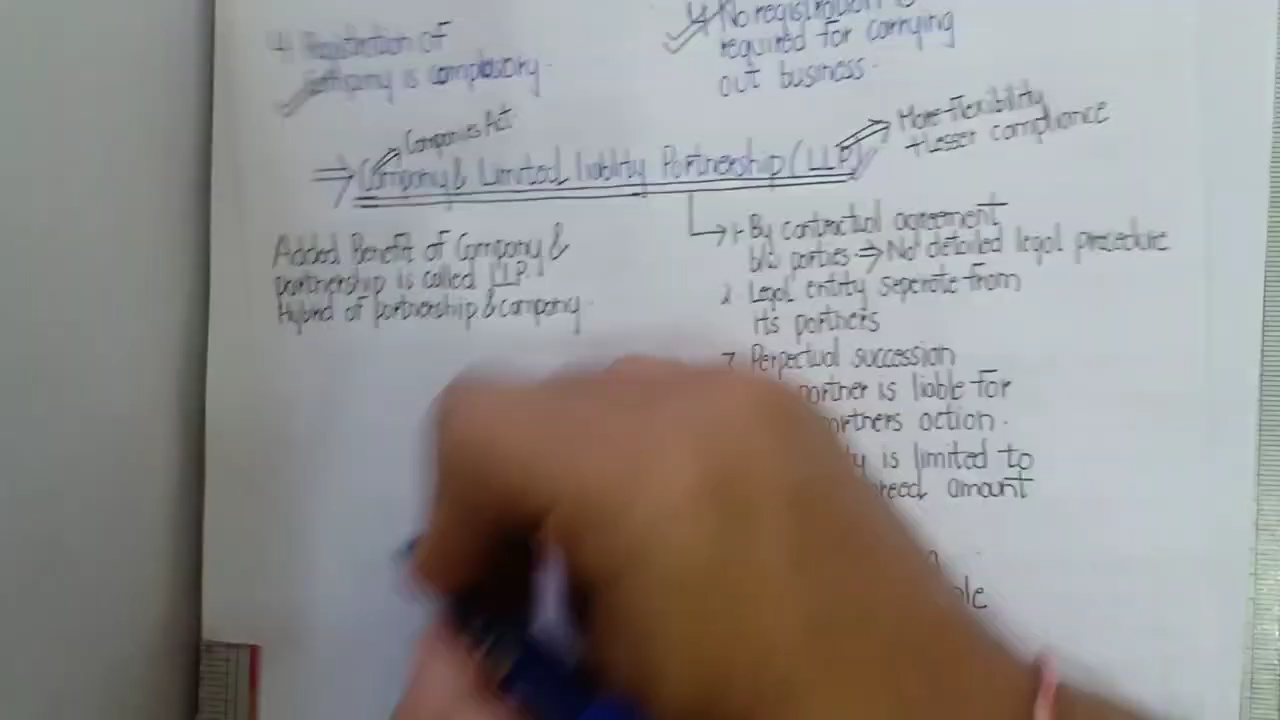 4) Registration of
company is complusory.
4) No registration is
required for carrying
out business.
Companies Act
More flexibility
+ Lesser compliance
⇒ Company & Limited liability Partnership (LLP)
Added Benefit of Company &
partnership is called LLP.
Hybrid of partnership & company.
1- By contractual agreement
b/w parties ⇒ No detailed legal procedure
2 Legal entity seperate from
its partners
3 Perpetual succession
partner is liable for
partners action.
is limited to
amount